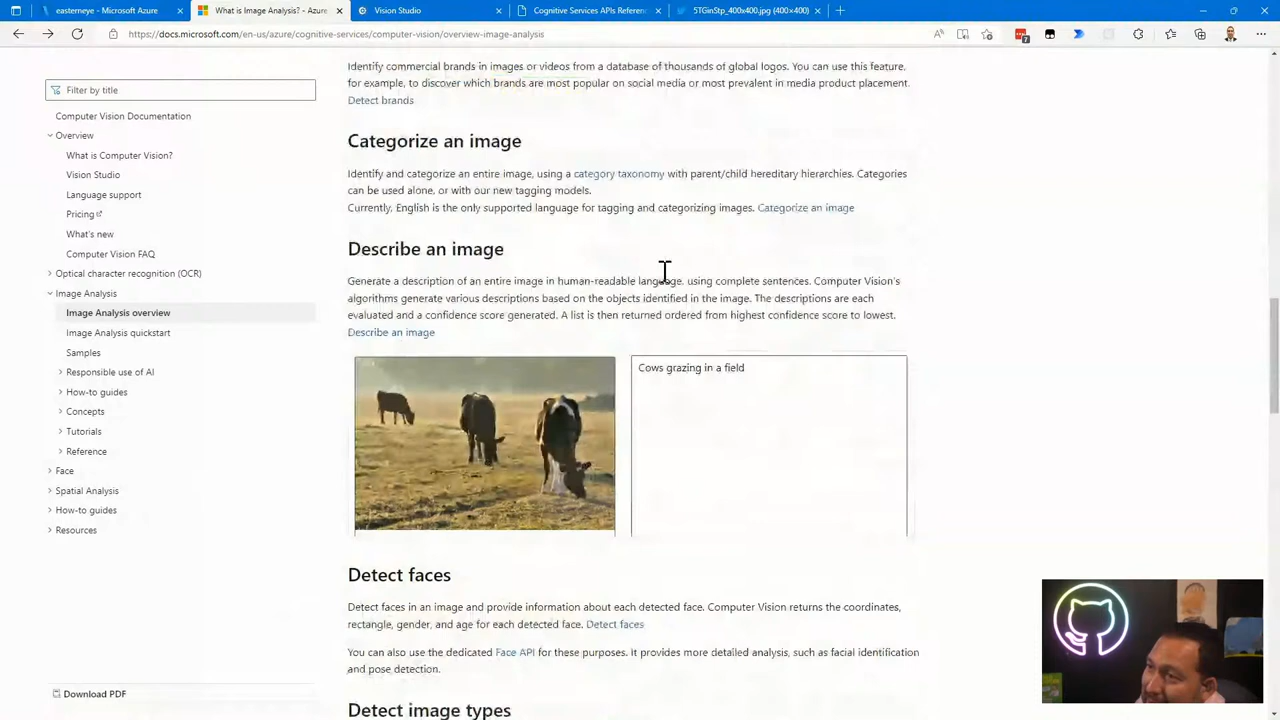 easterneye - Microsoft Azure
What is Image Analysis? - Azure
Vision Studio
Cognitive Services APIs Referenc
5TGinStp_400x400.jpg (400×400)
https://docs.microsoft.com/en-us/azure/cognitive-services/computer-vision/overview-image-analysis
7
Filter by title
Computer Vision Documentation
Overview
What is Computer Vision?
Vision Studio
Language support
Pricing
What's new
Computer Vision FAQ
Optical character recognition (OCR)
Image Analysis
Image Analysis overview
Image Analysis quickstart
Samples
Responsible use of AI
How-to guides
Concepts
Tutorials
Reference
Face
Spatial Analysis
How-to guides
Resources
Download PDF
Identify commercial brands in images or videos from a database of thousands of global logos. You can use this feature,
for example, to discover which brands are most popular on social media or most prevalent in media product placement.
Detect brands
Categorize an image
Identify and categorize an entire image, using a category taxonomy with parent/child hereditary hierarchies. Categories
can be used alone, or with our new tagging models.
Currently, English is the only supported language for tagging and categorizing images. Categorize an image
Describe an image
Generate a description of an entire image in human-readable language, using complete sentences. Computer Vision's
algorithms generate various descriptions based on the objects identified in the image. The descriptions are each
evaluated and a confidence score generated. A list is then returned ordered from highest confidence score to lowest.
Describe an image
Cows grazing in a field
Detect faces
Detect faces in an image and provide information about each detected face. Computer Vision returns the coordinates,
rectangle, gender, and age for each detected face. Detect faces
You can also use the dedicated Face API for these purposes. It provides more detailed analysis, such as facial identification
and pose detection.
Detect image types